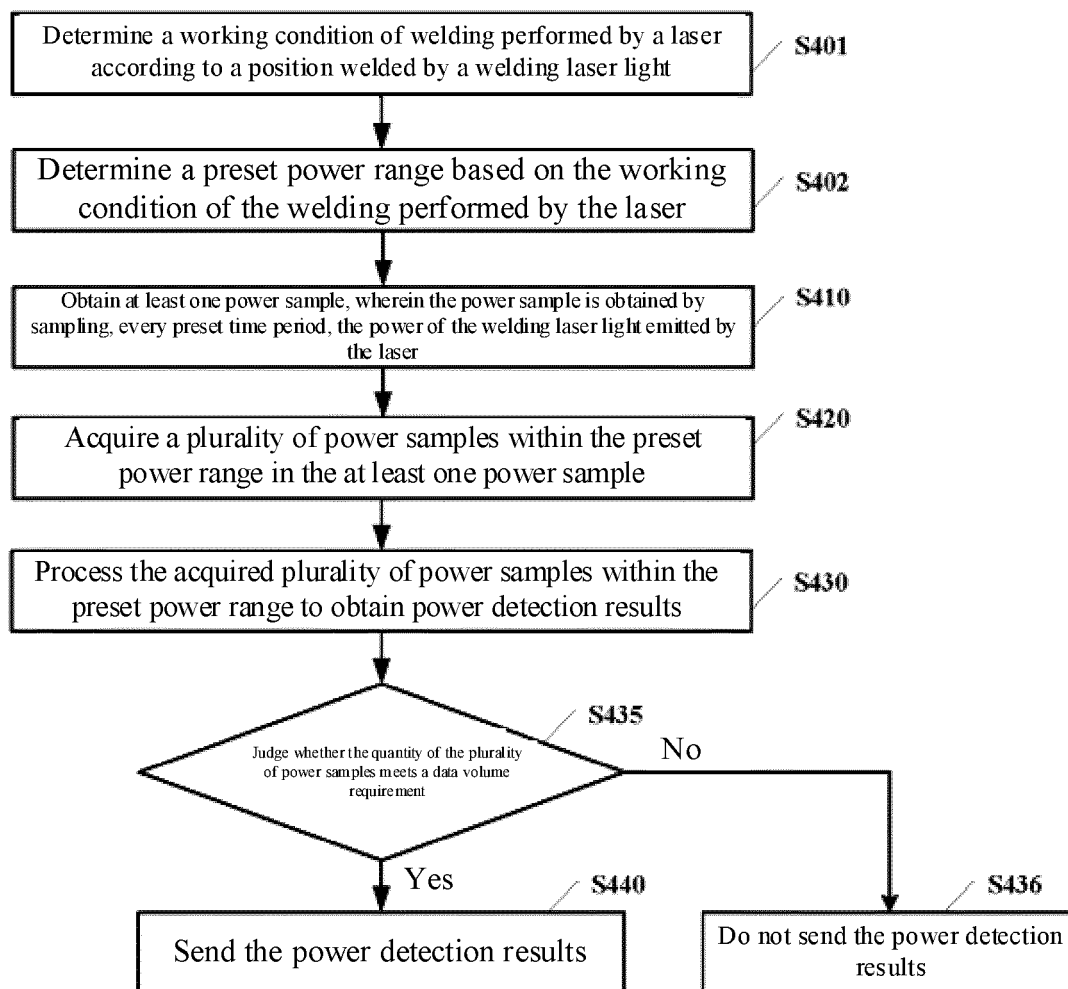 Determine a working condition of welding performed by a laser
according to a position welded by a welding laser light
S401
Determine a preset power range based on the working
condition of the welding performed by the laser
S402
Obtain at least one power sample, wherein the power sample is obtained by
sampling, every preset time period, the power of the welding laser light emitted by
the laser
S410
Acquire a plurality of power samples within the preset
power range in the at least one power sample
S420
Process the acquired plurality of power samples within the
preset power range to obtain power detection results
S430
Judge whether the quantity of the plurality
of power samples meets a data volume
requirement
S435
No
Yes
S440
Send the power detection results
S436
Do not send the power detection
results